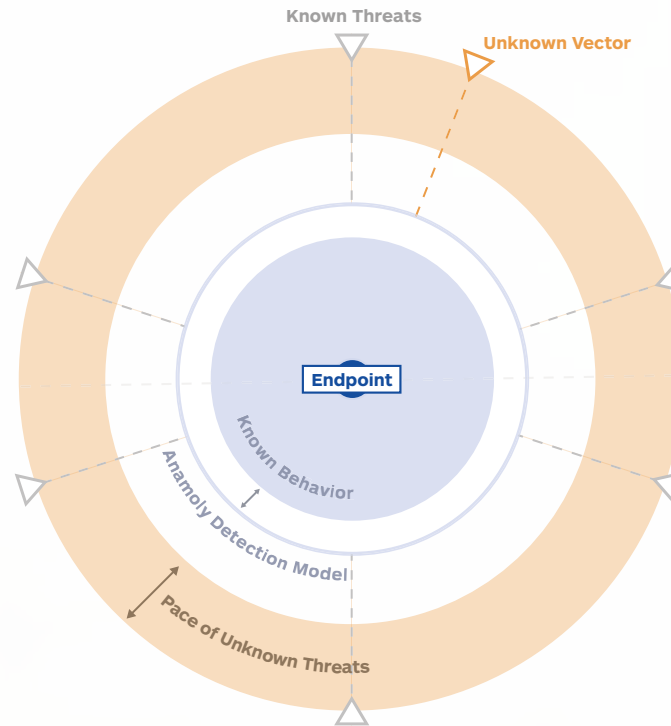 Known Threats
Unknown Vector
Endpoint
Known Behavior
Anamoly Detection Model
Pace of Unknown Threats